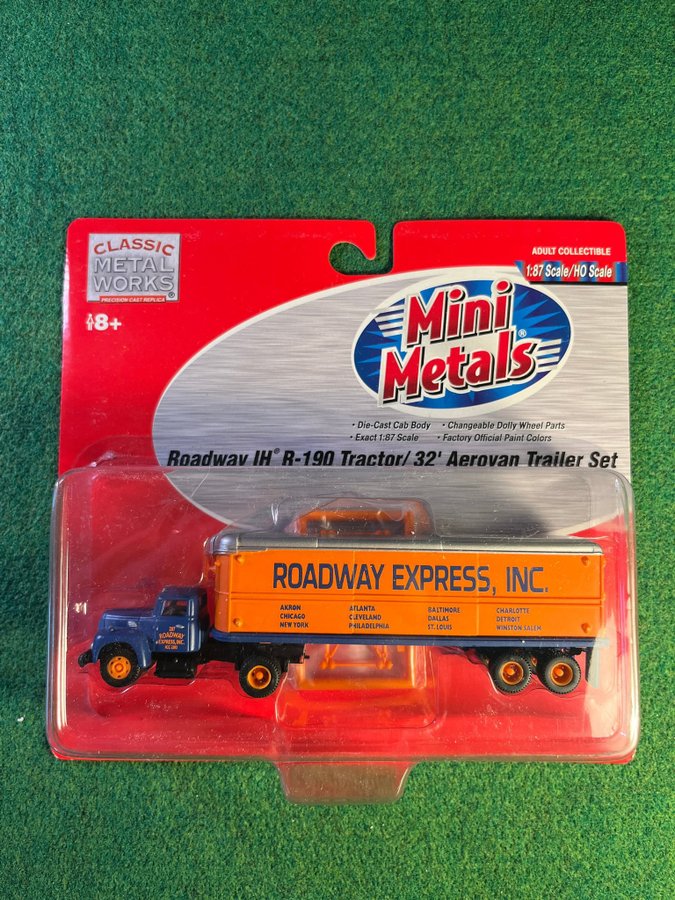 CLASSIC
METAL
WORKS®
PRECISION CAST REPLICA
8+
ADULT COLLECTIBLE
1:87 Scale/HO Scale
Mini
Metals®
• Die-Cast Cab Body • Changeable Dolly Wheel Parts
• Exact 1:87 Scale • Factory Official Paint Colors
Roadway IH® R-190 Tractor/ 32' Aerovan Trailer Set
ROADWAY EXPRESS, INC.
AKRON ATLANTA BALTIMORE CHARLOTTE
CHICAGO CLEVELAND DALLAS DETROIT
NEW YORK PHILADELPHIA ST. LOUIS WINSTON-SALEM
ROADWAY
EXPRESS, INC.